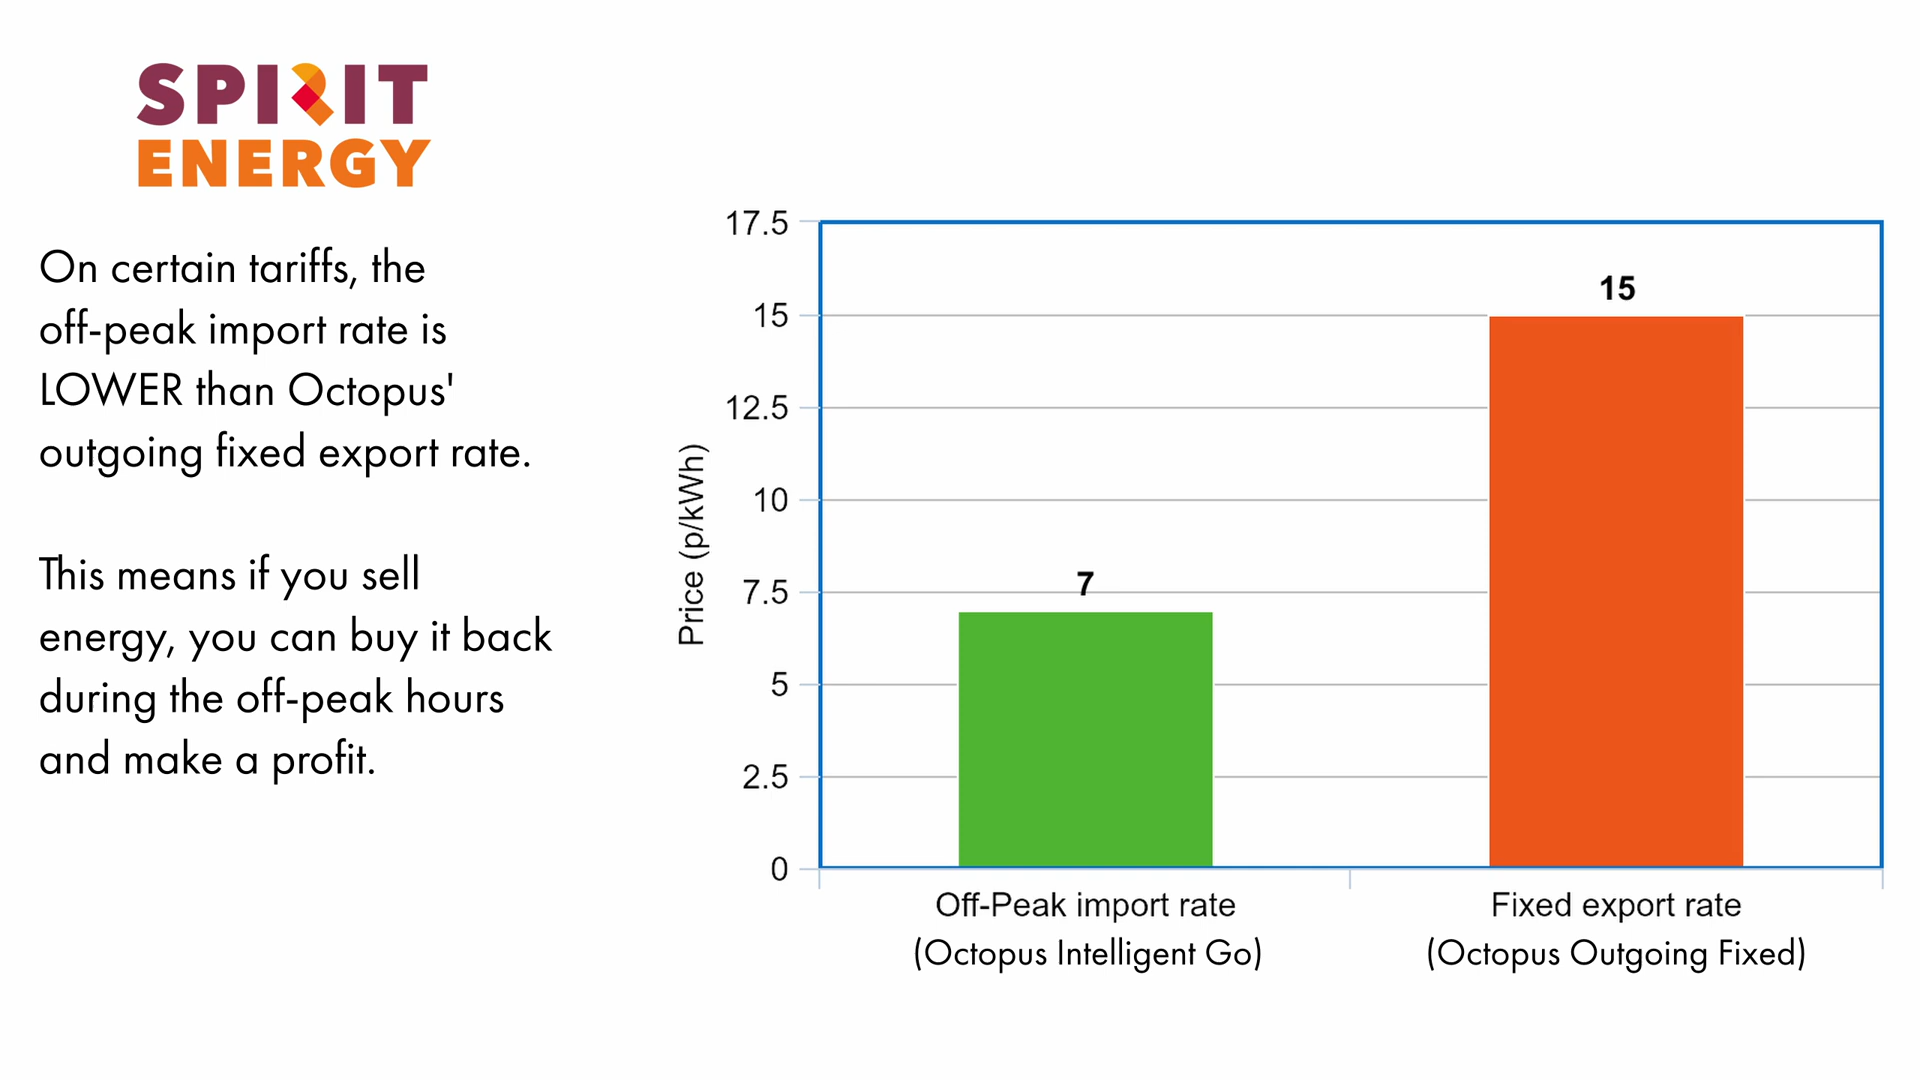 SPIRIT
ENERGY
On certain tariffs, the
off-peak import rate is
LOWER than Octopus'
outgoing fixed export rate.
This means if you sell
energy, you can buy it back
during the off-peak hours
and make a profit.
Price (p/kWh)
17.5
15
12.5
10
7.5
5
2.5
0
7
15
Off-Peak import rate
(Octopus Intelligent Go)
Fixed export rate
(Octopus Outgoing Fixed)